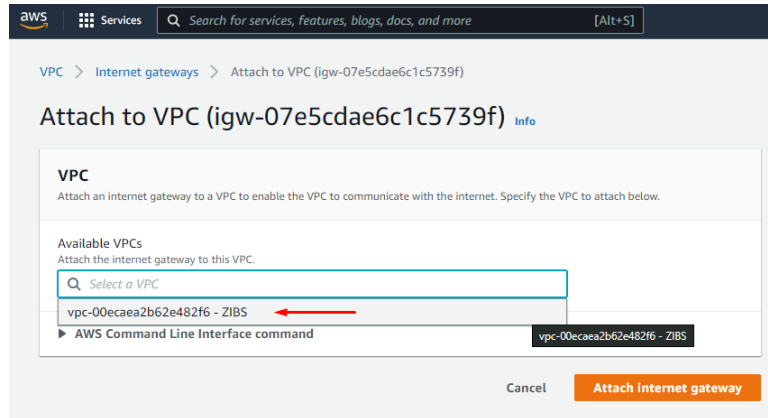 aws Services Search for services, features, blogs, docs, and more [Alt+S]
VPC > Internet gateways > Attach to VPC (igw-07e5cdae6c1c5739f)
Attach to VPC (igw-07e5cdae6c1c5739f) Info
VPC
Attach an internet gateway to a VPC to enable the VPC to communicate with the internet. Specify the VPC to attach below.
Available VPCs
Attach the internet gateway to this VPC.
Select a VPC
vpc-00ecaea2b62e482f6 - ZIBS
AWS Command Line Interface command
vpc-00ecaea2b62e482f6 - ZIBS
Cancel Attach internet gateway